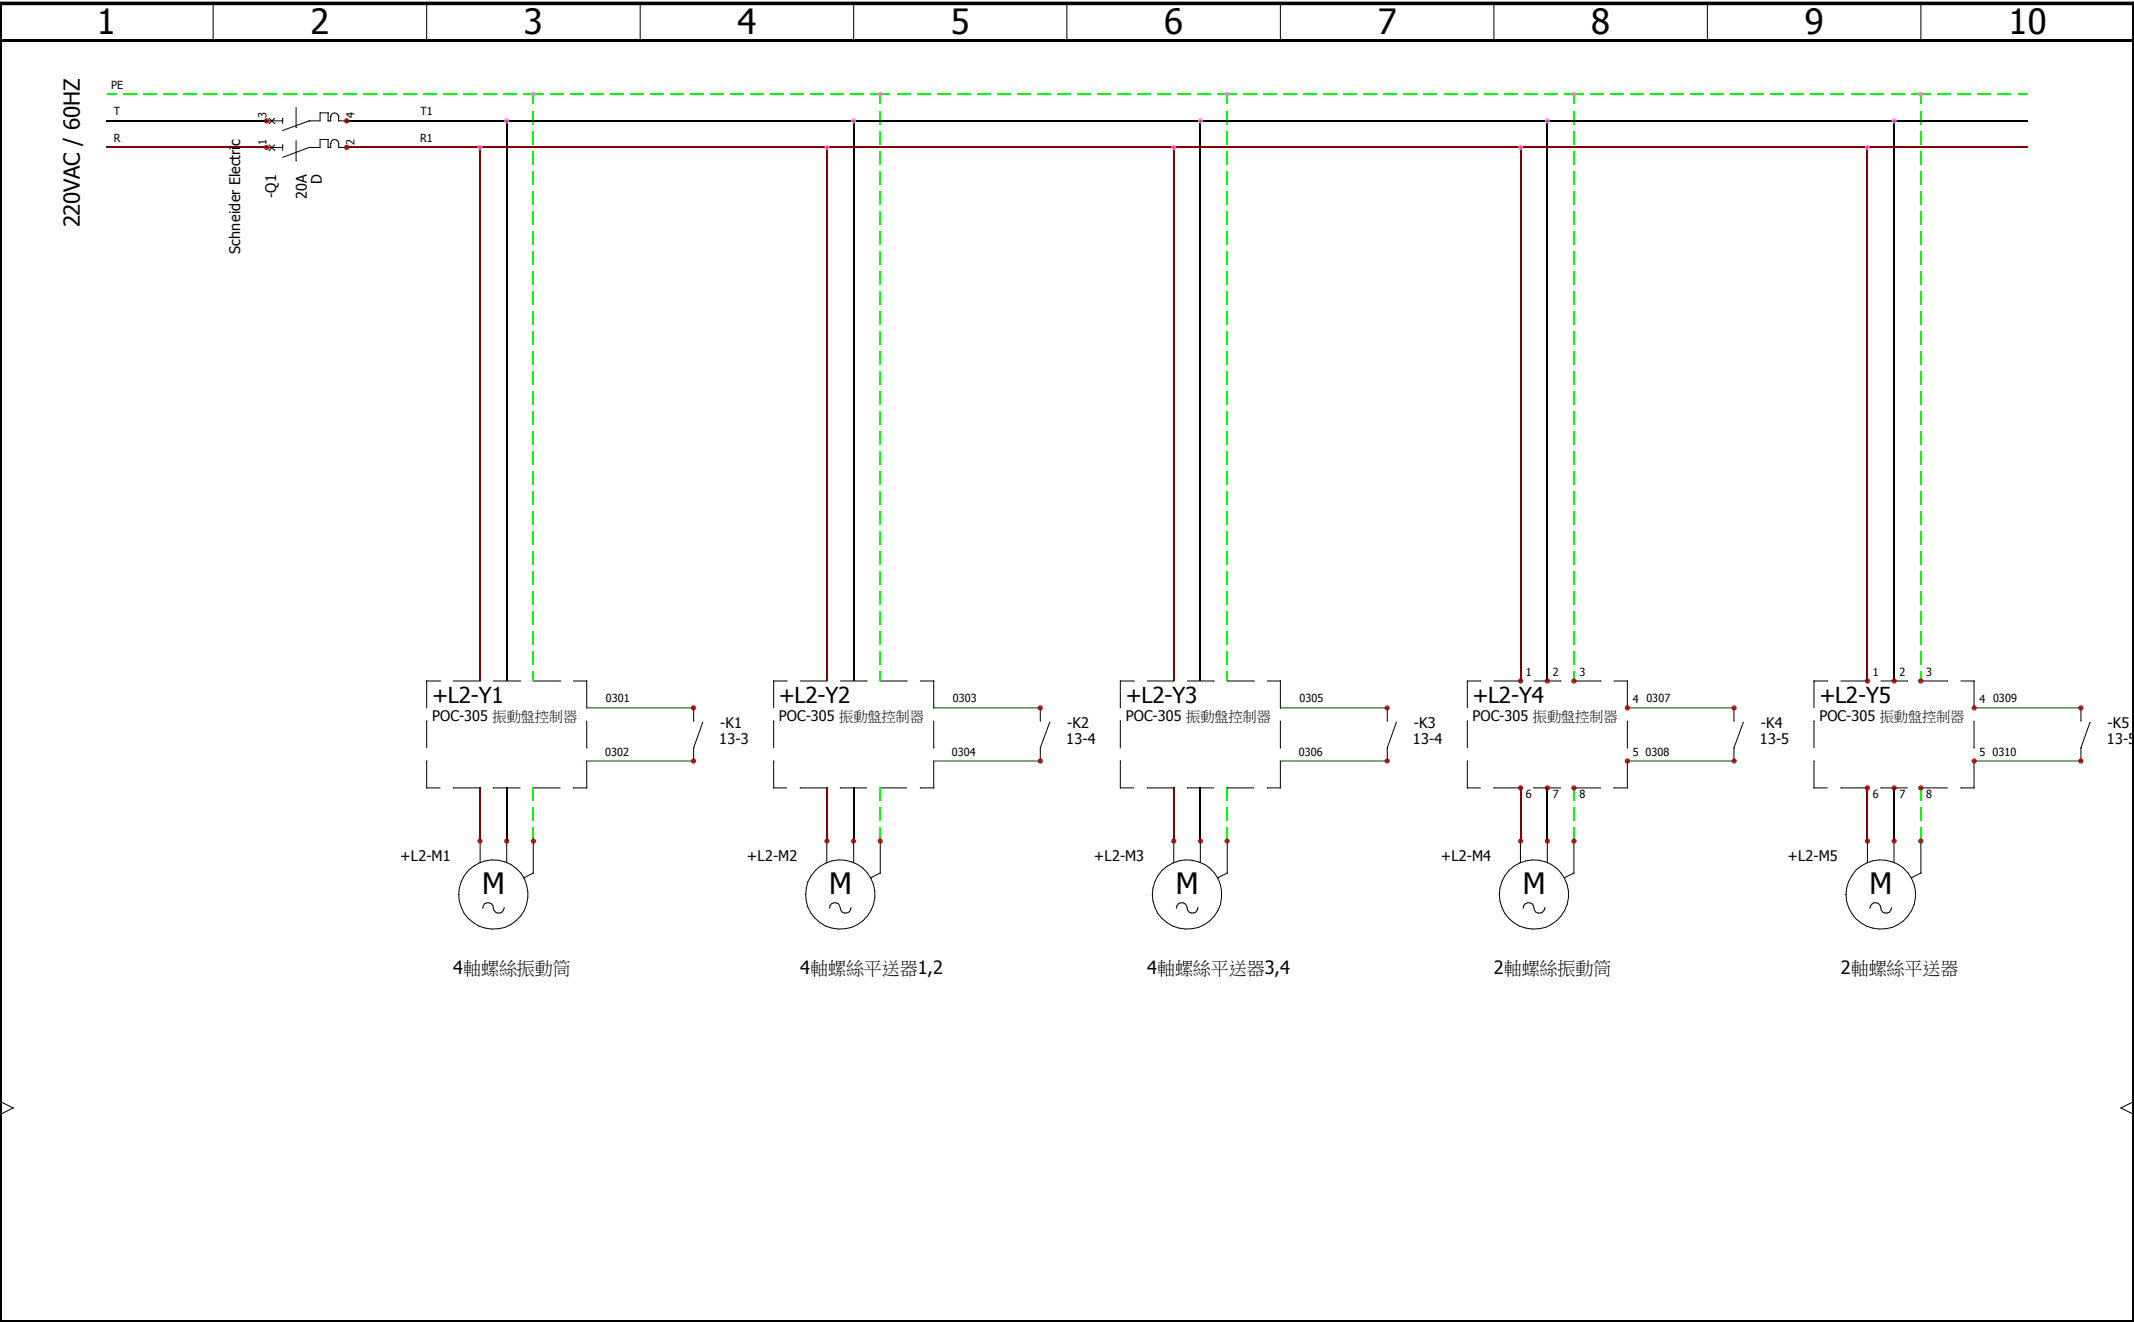 1 2 3 4 5 6 7 8 9 10
220VAC / 60HZ
PE
T 3 4 T1
R 1 2 R1
Schneider Electric
-Q1
20A
D
1 2 3 1 2 3
+L2-Y1 +L2-Y2 +L2-Y3 +L2-Y4 +L2-Y5
0301 0303 0305 4 0307 4 0309
POC-305 振動盤控制器 POC-305 振動盤控制器 POC-305 振動盤控制器 POC-305 振動盤控制器 POC-305 振動盤控制器
-K1 -K2 -K3 -K4 -K5
13-3 13-4 13-4 13-5 13-5
0302 0304 0306 5 0308 5 0310
6 7 8 6 7 8
+L2-M1 +L2-M2 +L2-M3 +L2-M4 +L2-M5
M M M M M
4軸螺絲振動筒 4軸螺絲平送器1,2 4軸螺絲平送器3,4 2軸螺絲振動筒 2軸螺絲平送器